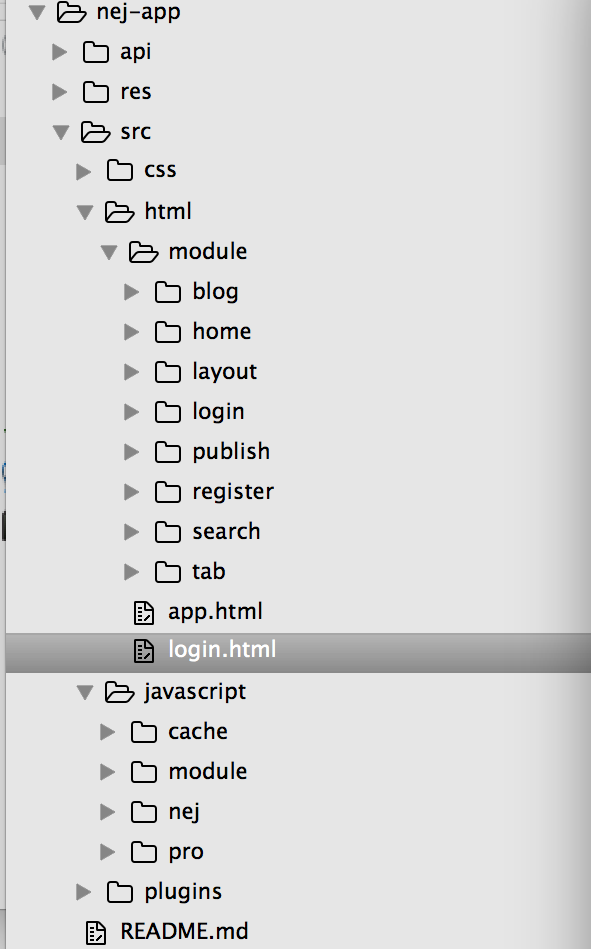 nej-app
api
res
src
css
html
module
blog
home
layout
login
publish
register
search
tab
app.html
login.html
javascript
cache
module
nej
pro
plugins
README.md